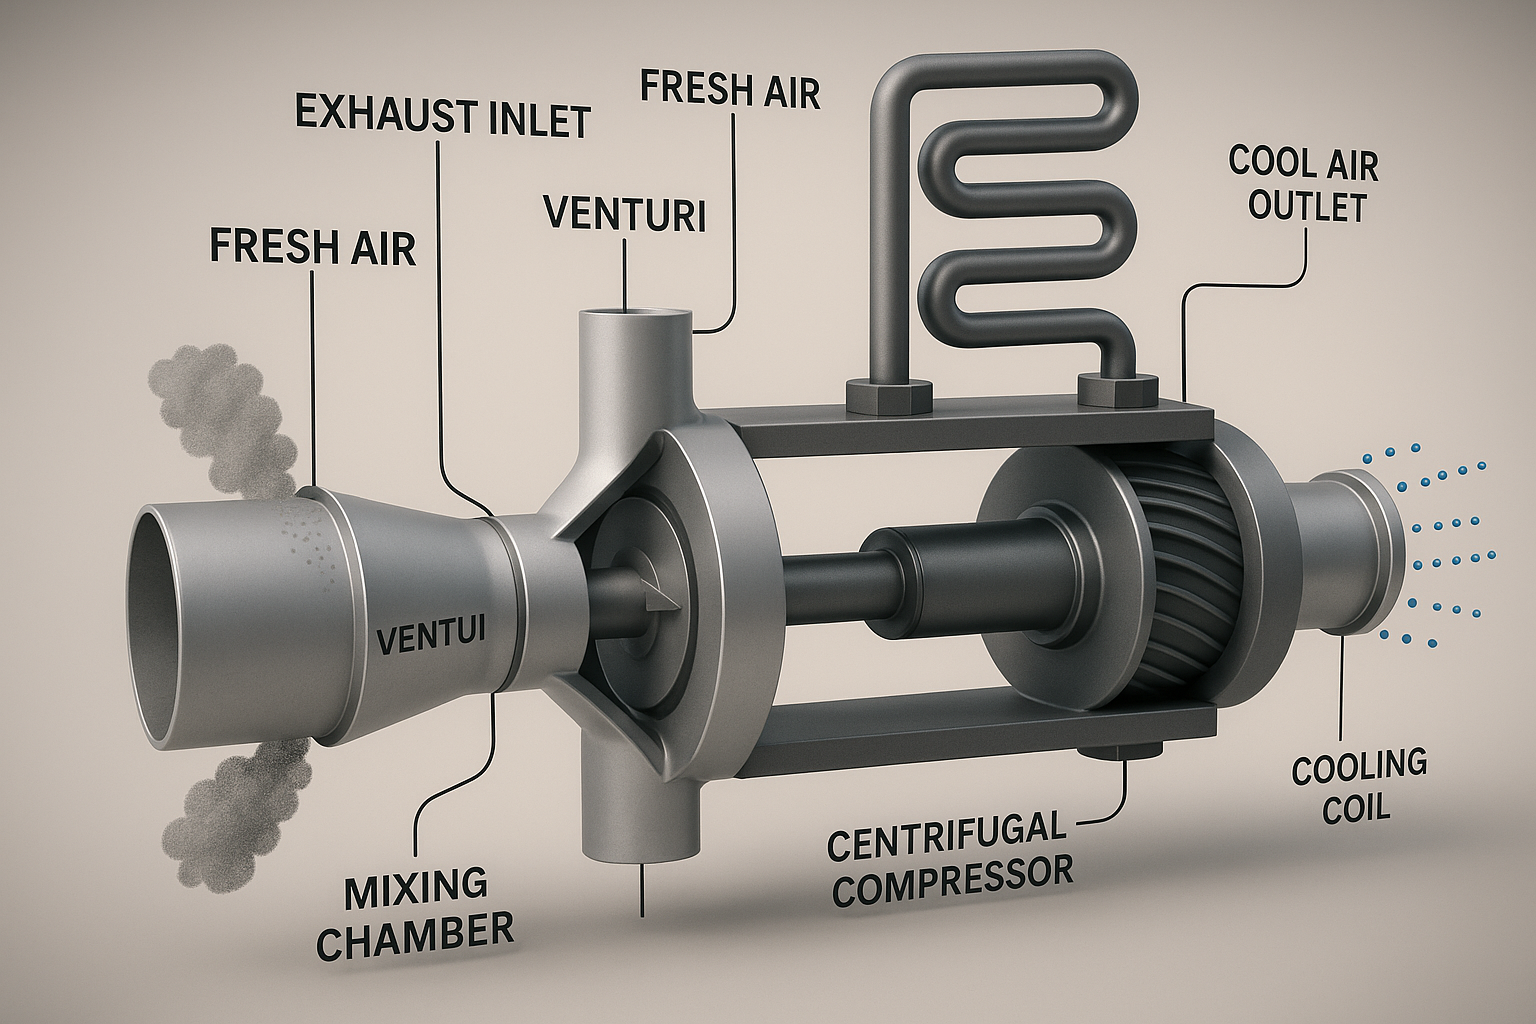 FRESH AIR
EXHAUST INLET
VENTURI
FRESH AIR
COOL AIR
OUTLET
VENTUI
MIXING
CHAMBER
CENTRIFUGAL
COMPRESSOR
COOLING
COIL